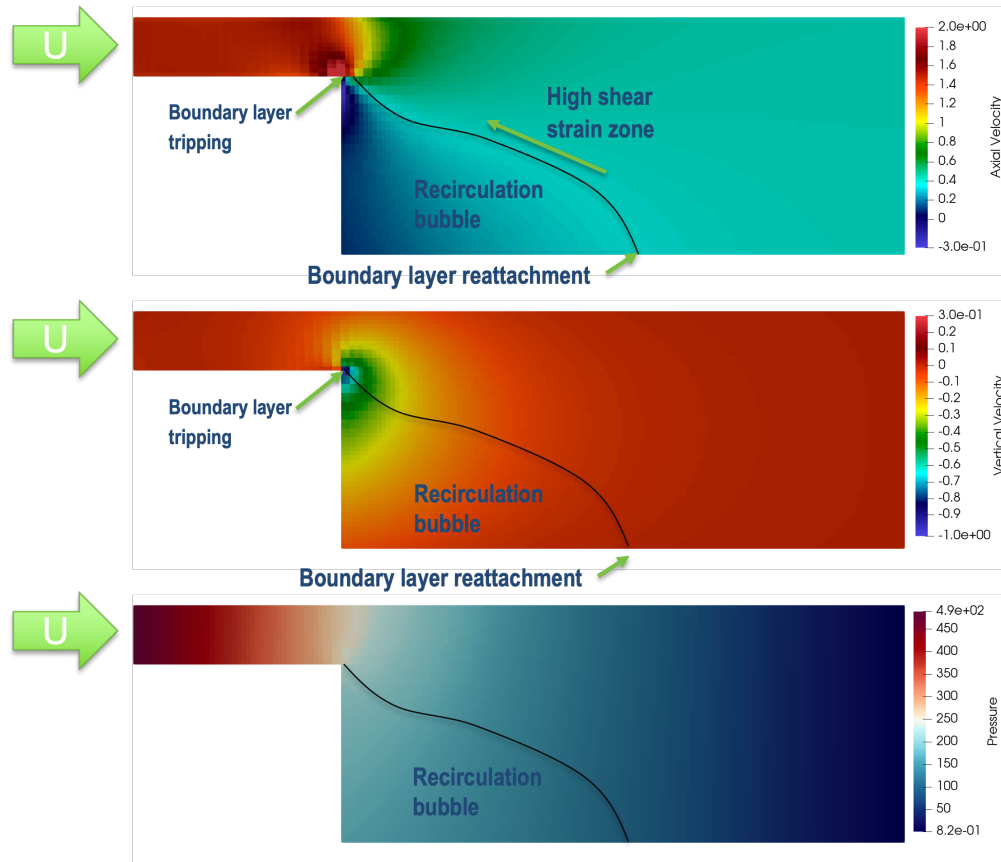 U
Boundary layer
tripping
High shear
strain zone
Recirculation
bubble
Boundary layer reattachment
2.0e+00
1.8
1.6
1.4
1.2
1
0.8
0.6
0.4
0.2
0
-3.0e-01
Axial Velocity
U
Boundary layer
tripping
Recirculation
bubble
Boundary layer reattachment
3.0e-01
0.2
0.1
0
-0.1
-0.2
-0.3
-0.4
-0.5
-0.6
-0.7
-0.8
-0.9
-1.0e+00
Vertical Velocity
U
Recirculation
bubble
4.9e+02
450
400
350
300
250
200
150
100
50
8.2e-01
Pressure